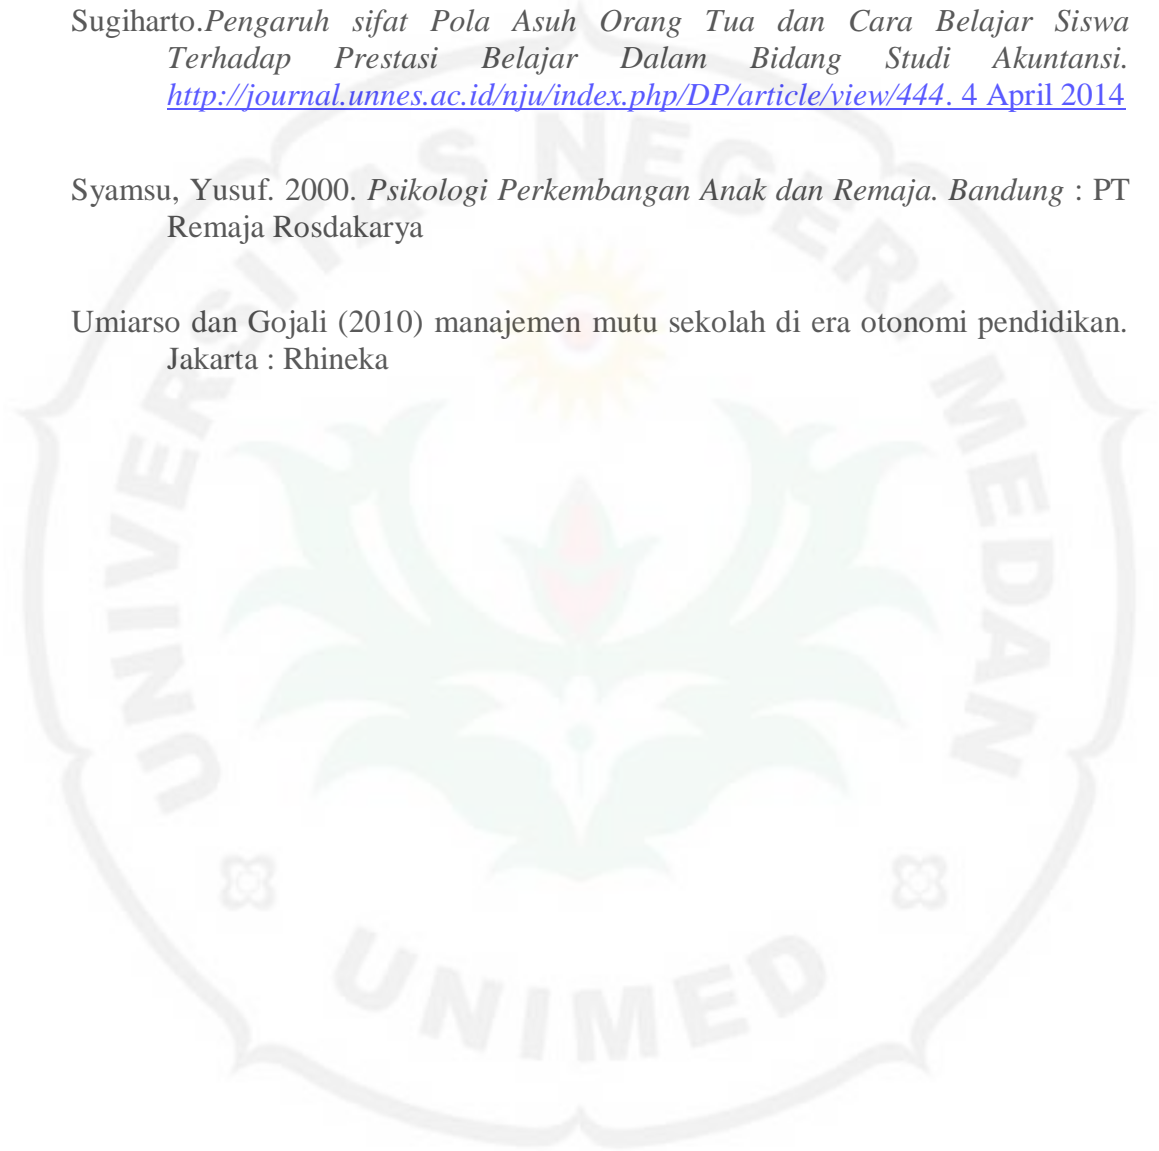 Sugiharto.Pengaruh sifat Pola Asuh Orang Tua dan Cara Belajar Siswa
Terhadap Prestasi Belajar Dalam Bidang Studi Akuntansi.
http://journal.unnes.ac.id/nju/index.php/DP/article/view/444. 4 April 2014
Syamsu, Yusuf. 2000. Psikologi Perkembangan Anak dan Remaja. Bandung : PT
Remaja Rosdakarya
Umiarso dan Gojali (2010) manajemen mutu sekolah di era otonomi pendidikan.
Jakarta : Rhineka
UNIVERSITAS NEGERI MEDAN
UNIMED